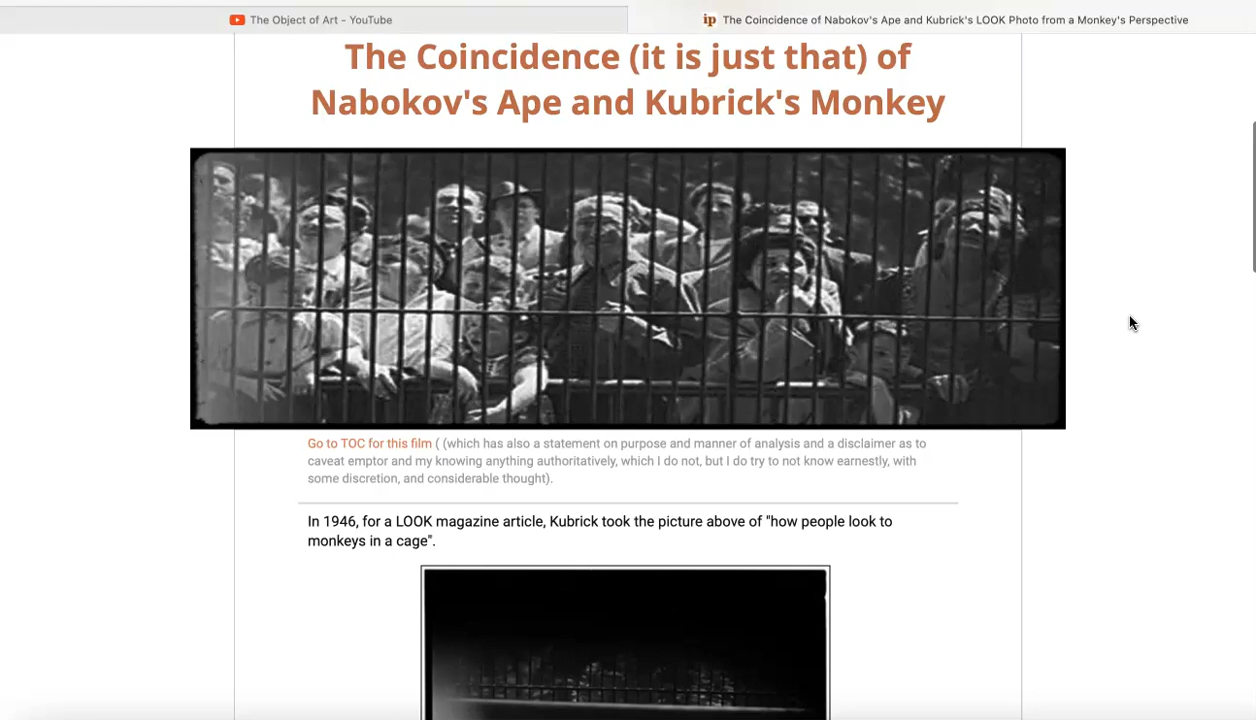 The Object of Art - YouTube
ip The Coincidence of Nabokov's Ape and Kubrick's LOOK Photo from a Monkey's Perspective
The Coincidence (it is just that) of
Nabokov's Ape and Kubrick's Monkey
Go to TOC for this film ( (which has also a statement on purpose and manner of analysis and a disclaimer as to
caveat emptor and my knowing anything authoritatively, which I do not, but I do try to not know earnestly, with
some discretion, and considerable thought).
In 1946, for a LOOK magazine article, Kubrick took the picture above of "how people look to
monkeys in a cage".